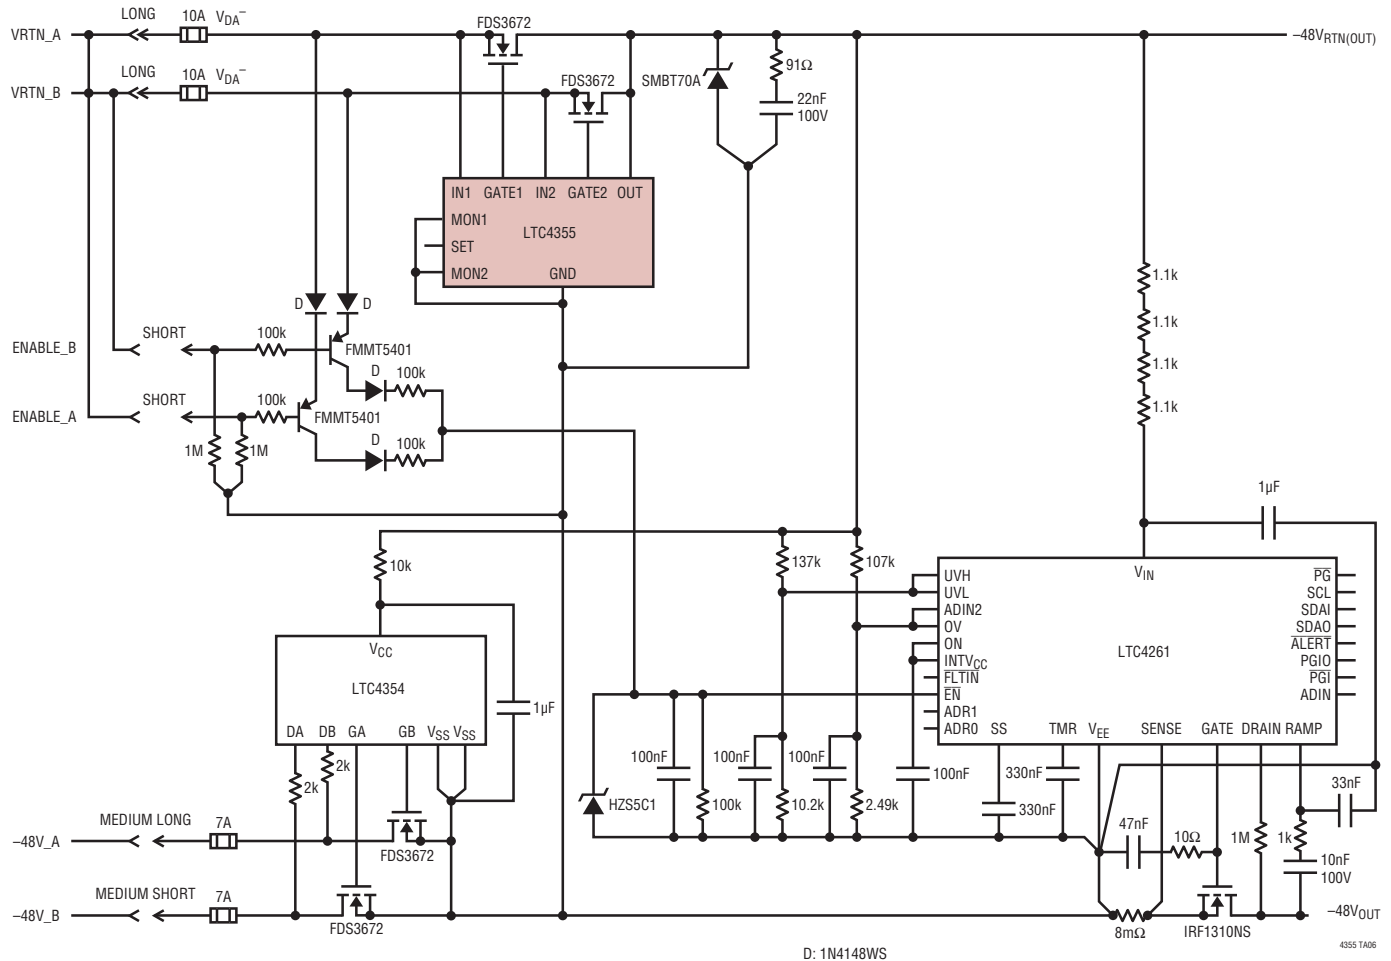 VRTN_A
LONG
10A
VDA–
FDS3672
–48VRTN(OUT)
VRTN_B
LONG
10A
VDA–
FDS3672
SMBT70A
91Ω
22nF
100V
IN1
GATE1
IN2
GATE2
OUT
MON1
LTC4355
SET
MON2
GND
D
D
1.1k
1.1k
1.1k
1.1k
ENABLE_B
SHORT
100k
FMMT5401
D
100k
ENABLE_A
SHORT
100k
FMMT5401
D
100k
1M
1M
1µF
10k
137k
107k
VCC
LTC4354
DA
DB
GA
GB
VSS
VSS
1µF
2k
2k
VIN
UVH
UVL
ADIN2
OV
ON
INTVCC
FLTIN
EN
ADR1
ADR0
LTC4261
PG
SCL
SDAI
SDAO
ALERT
PGIO
PGI
ADIN
SS
TMR
VEE
SENSE
GATE
DRAIN
RAMP
HZS5C1
100nF
100k
100nF
10.2k
100nF
2.49k
100nF
330nF
330nF
47nF
10Ω
1M
1k
33nF
10nF
100V
–48V_A
MEDIUM LONG
7A
FDS3672
–48V_B
MEDIUM SHORT
7A
FDS3672
8mΩ
IRF1310NS
–48VOUT
D: 1N4148WS
4355 TA06